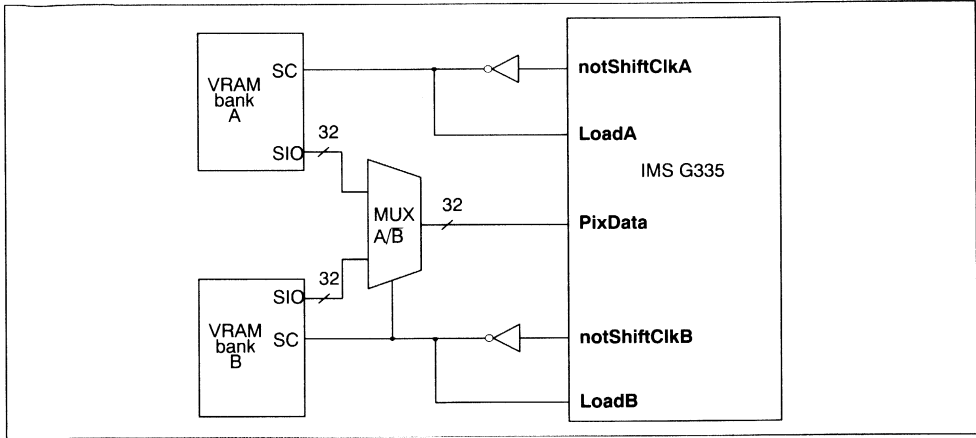 VRAM
bank
A
SC
SIO
32
notShiftClkA
LoadA
IMS G335
MUX
A/B̅
32
PixData
32
SIO
VRAM
bank
B
SC
notShiftClkB
LoadB